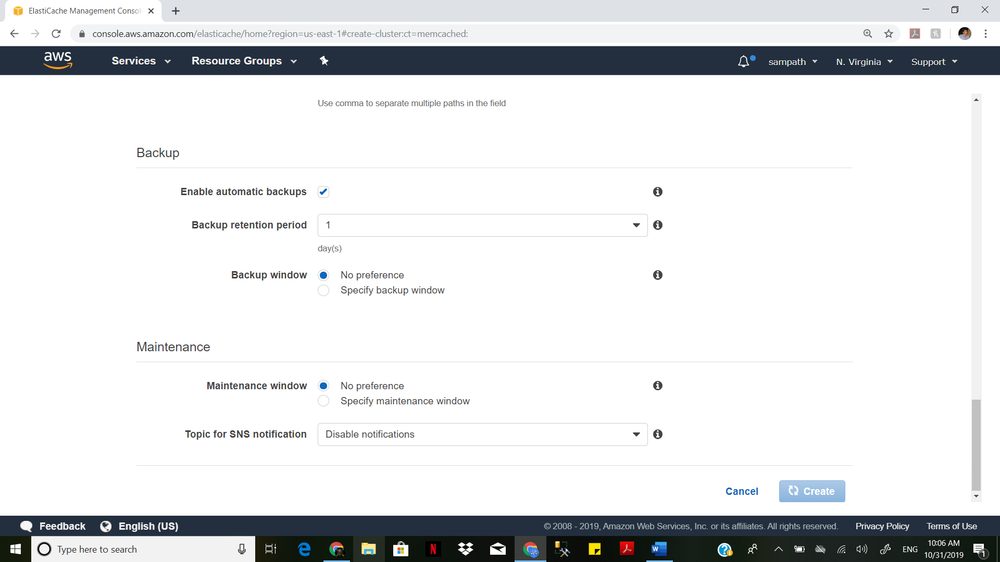 ElastiCache Management Consol
console.aws.amazon.com/elasticache/home?region=us-east-1#create-cluster:ct=memcached:
aws Services Resource Groups sampath N. Virginia Support
Use comma to separate multiple paths in the field
Backup
Enable automatic backups
Backup retention period 1
day(s)
Backup window No preference
Specify backup window
Maintenance
Maintenance window No preference
Specify maintenance window
Topic for SNS notification Disable notifications
Cancel Create
Feedback English (US) © 2008 - 2019, Amazon Web Services, Inc. or its affiliates. All rights reserved. Privacy Policy Terms of Use
Type here to search ENG 10:06 AM
10/31/2019 1